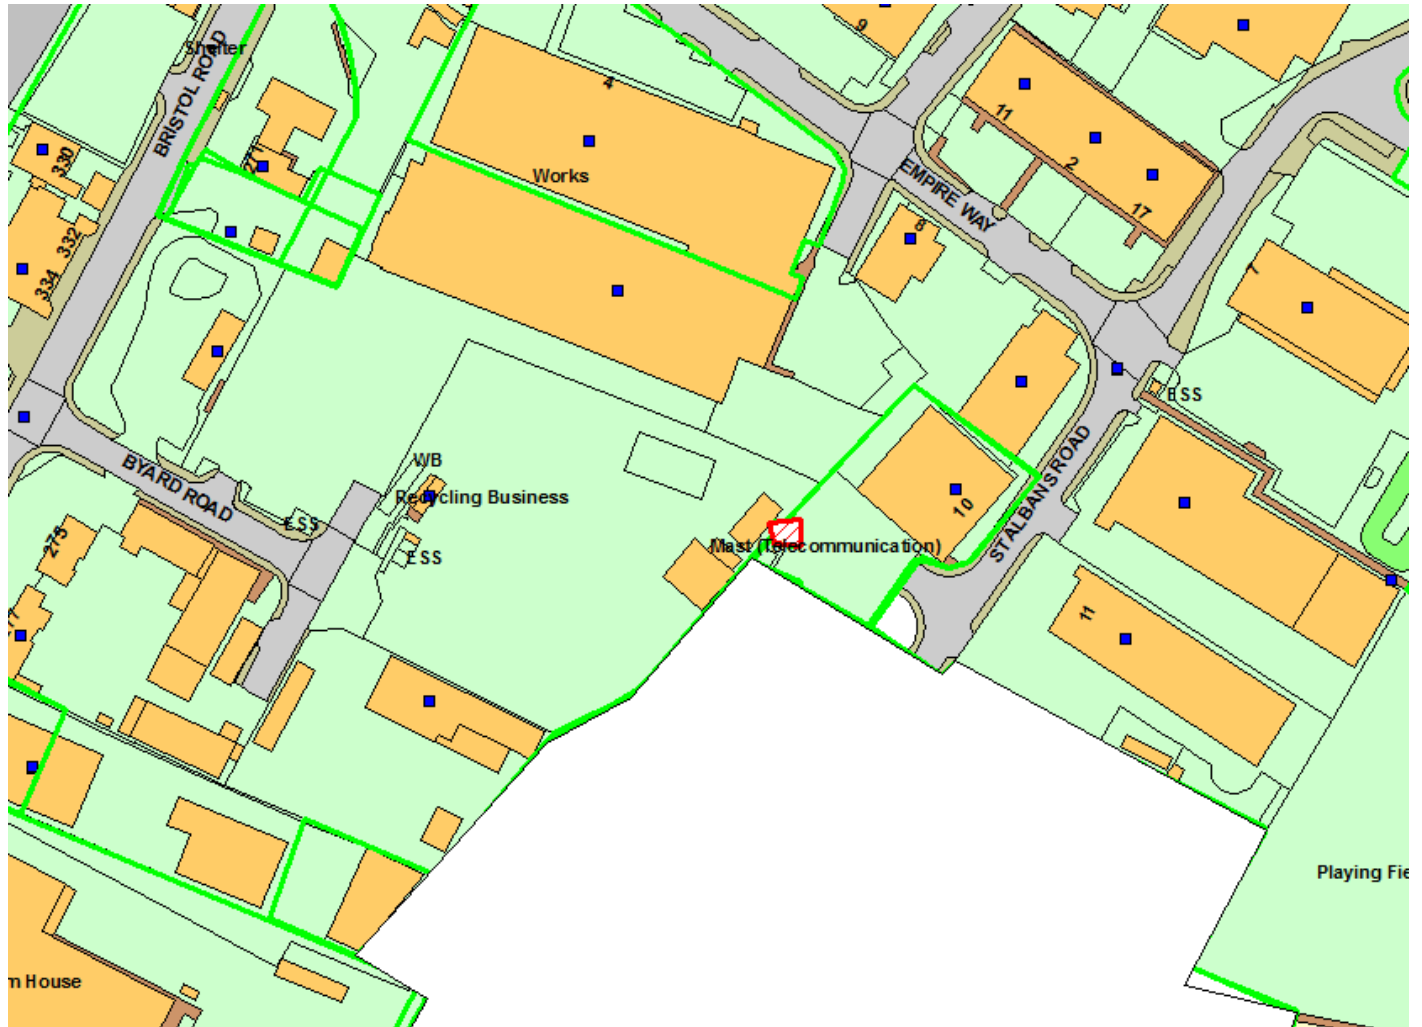 Shelter
BRISTOL ROAD
9
4
11
2
17
EMPIRE WAY
330
271
Works
332
334
8
7
ESS
WB
Recycling Business
BYARD ROAD
ESS
ESS
10
ST ALBANS ROAD
Mast (Telecommunication)
275
11
Playing Fie
m House